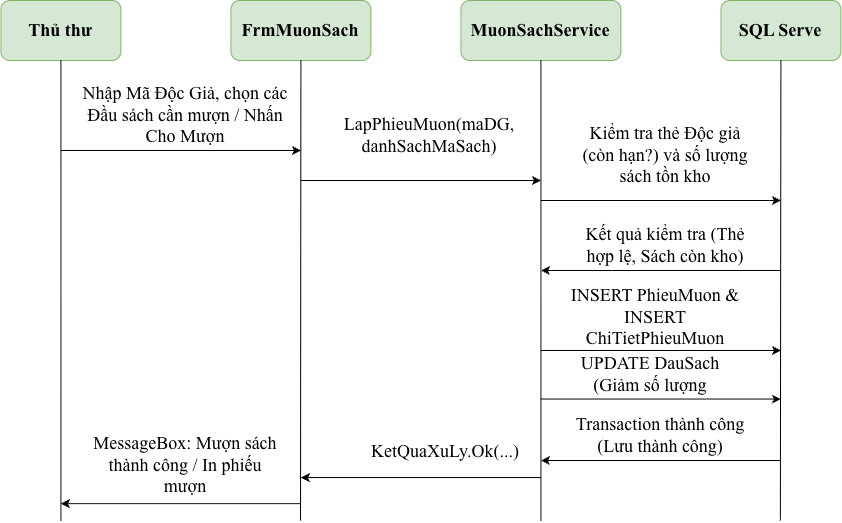 Thủ thư
FrmMuonSach
MuonSachService
SQL Serve
Nhập Mã Độc Giả, chọn các
Đầu sách cần mượn / Nhấn
Cho Mượn
LapPhieuMuon(maDG,
danhSachMaSach)
Kiểm tra thẻ Độc giả
(còn hạn?) và số lượng
sách tồn kho
Kết quả kiểm tra (Thẻ
hợp lệ, Sách còn kho)
INSERT PhieuMuon &
INSERT
ChiTietPhieuMuon
UPDATE DauSach
(Giảm số lượng
Transaction thành công
(Lưu thành công)
KetQuaXuLy.Ok(...)
MessageBox: Mượn sách
thành công / In phiếu
mượn